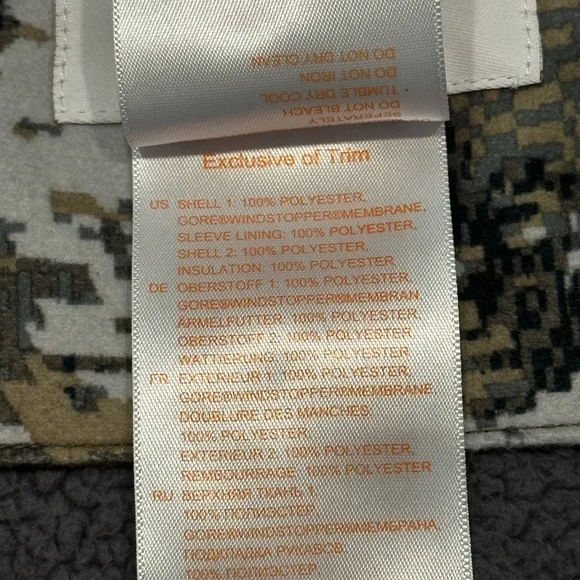 DO NOT DRY CLEAN
DO NOT IRON
TUMBLE DRY COOL
DO NOT BLEACH
SEPERATELY
Exclusive of Trim
US SHELL 1: 100% POLYESTER,
GORE®WINDSTOPPER®MEMBRANE,
SLEEVE LINING: 100% POLYESTER,
SHELL 2: 100% POLYESTER,
INSULATION: 100% POLYESTER
DE OBERSTOFF 1: 100% POLYESTER,
GORE®WINDSTOPPER®MEMBRAN,
ARMELFUTTER: 100% POLYESTER,
OBERSTOFF 2: 100% POLYESTER
WATTIERUNG: 100% POLYESTER
FR EXTERIEUR 1: 100% POLYESTER,
GORE®WINDSTOPPER®MEMBRANE
DOUBLURE DES MANCHES,
100% POLYESTER,
EXTERIEUR 2: 100% POLYESTER,
REMBOURRAGE: 100% POLYESTER
RU ВЕРХНЯЯ ТКАНЬ 1
100% ПОЛИЭСТЕР
GORE®WINDSTOPPER®МЕМБРАНА
ПОДКЛАДКА РУКАВОВ
100% ПОЛИЭСТЕР